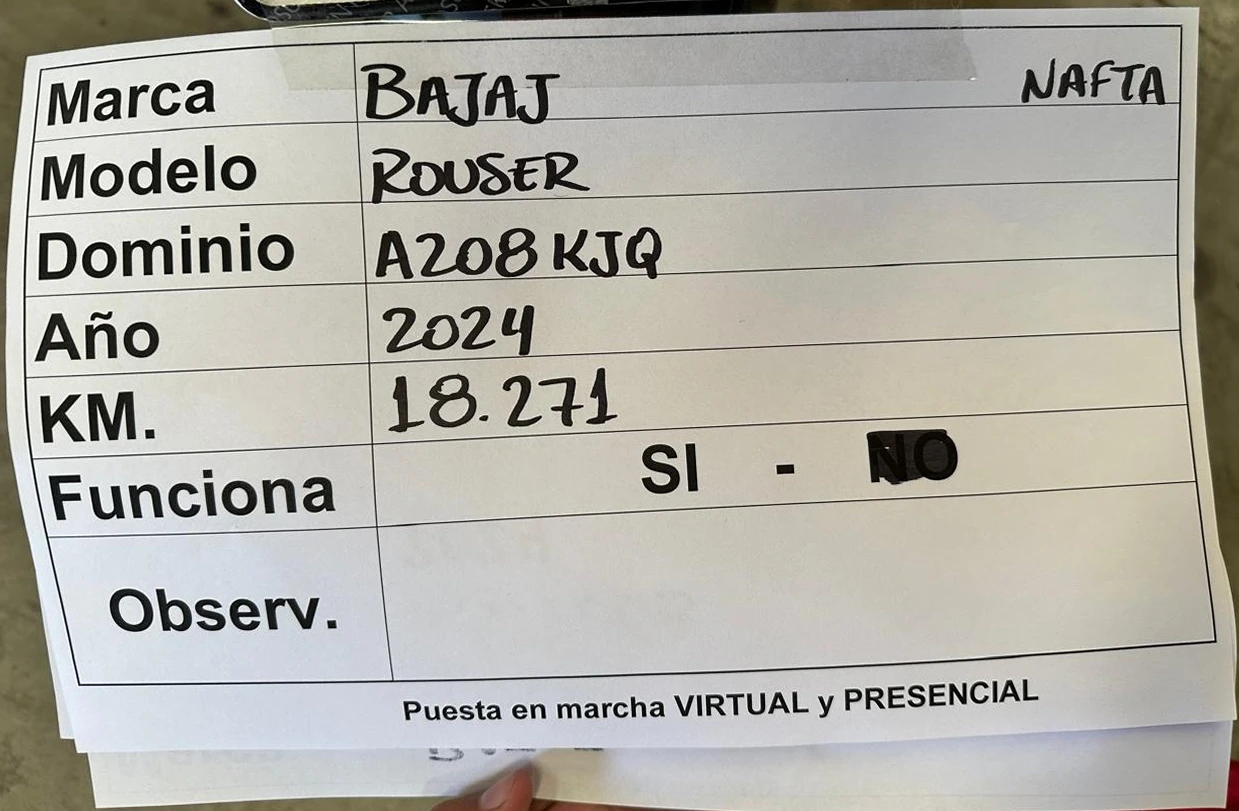 Marca BAJAJ NAFTA
Modelo ROUSER
Dominio A208KJQ
Año 2024
KM. 18.271
Funciona SI - NO
Observ.
Puesta en marcha VIRTUAL y PRESENCIAL